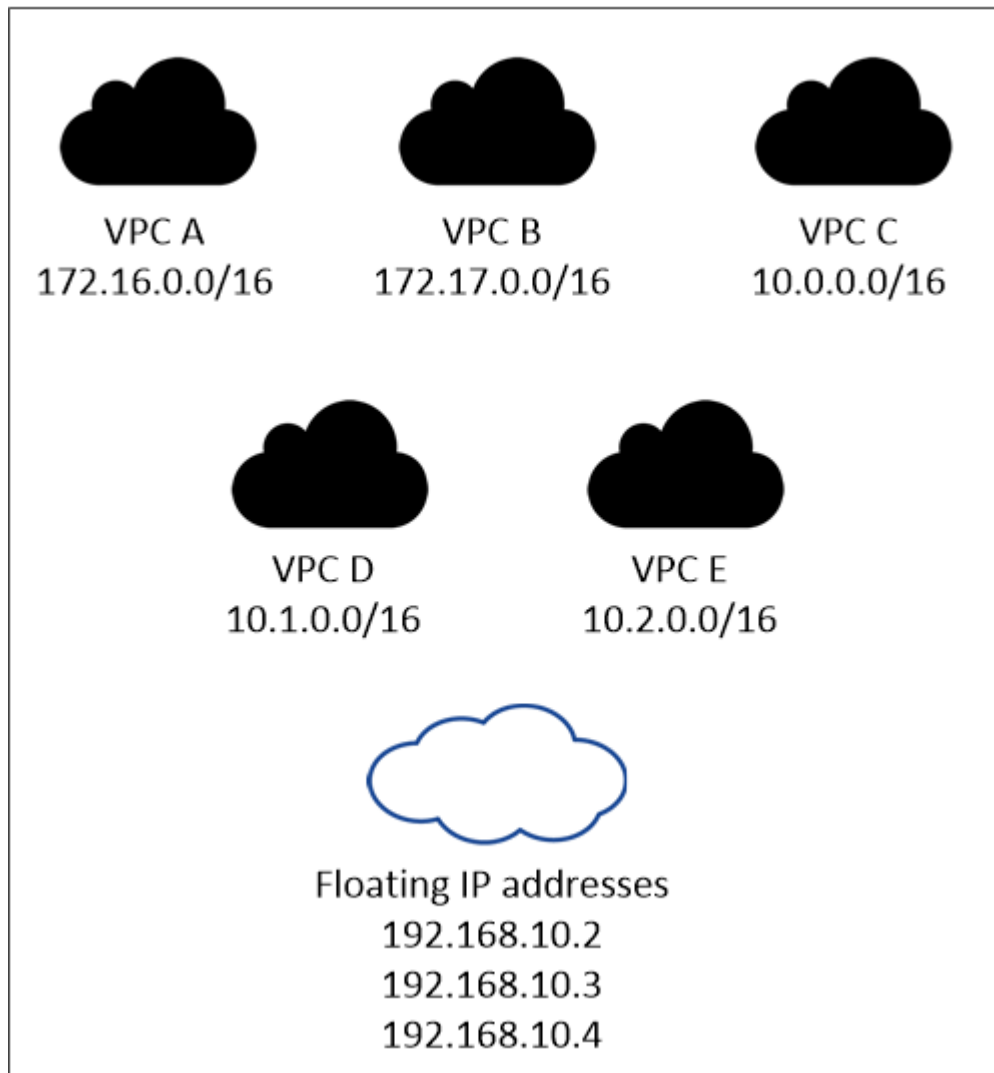 VPC A
172.16.0.0/16
VPC B
172.17.0.0/16
VPC C
10.0.0.0/16
VPC D
10.1.0.0/16
VPC E
10.2.0.0/16
Floating IP addresses
192.168.10.2
192.168.10.3
192.168.10.4